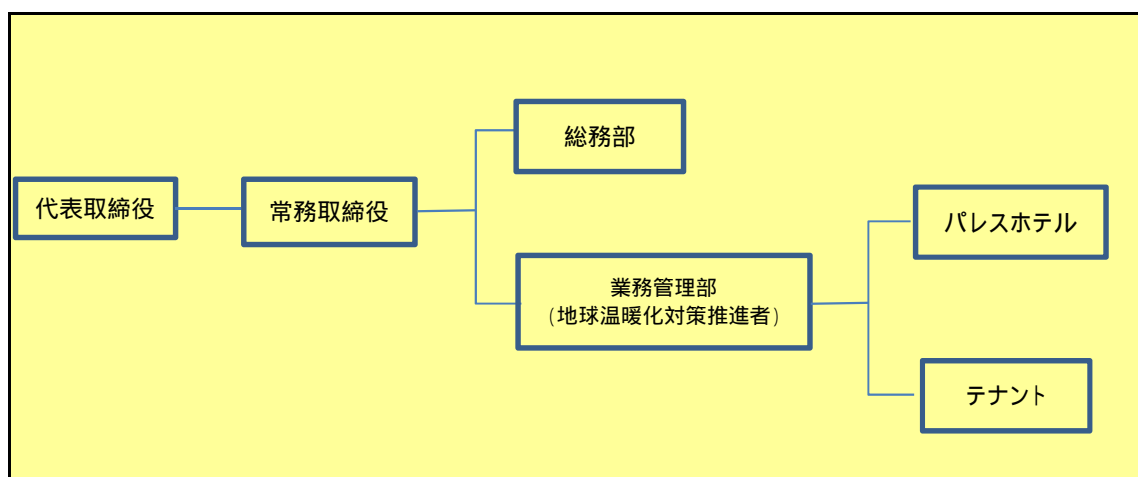 代表取締役
常務取締役
総務部
業務管理部
(地球温暖化対策推進者)
パレスホテル
テナント